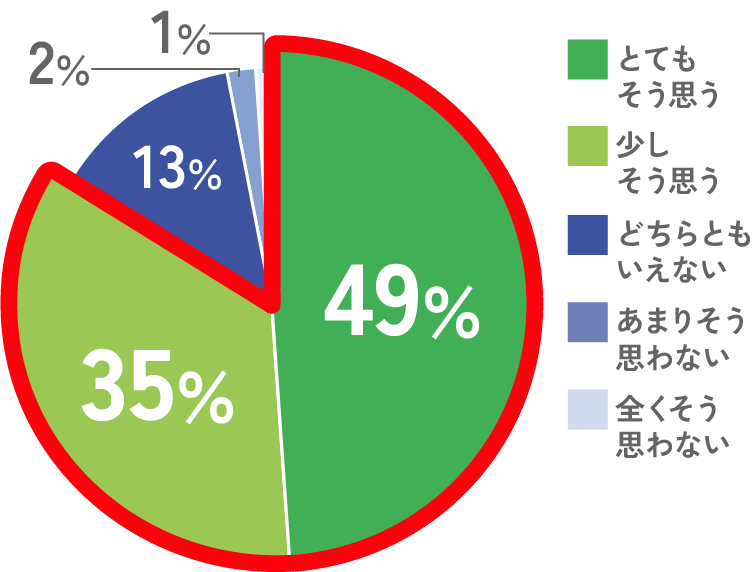 1%
2%
13%
49%
35%
とても
そう思う
少し
そう思う
どちらとも
いえない
あまりそう
思わない
全くそう
思わない